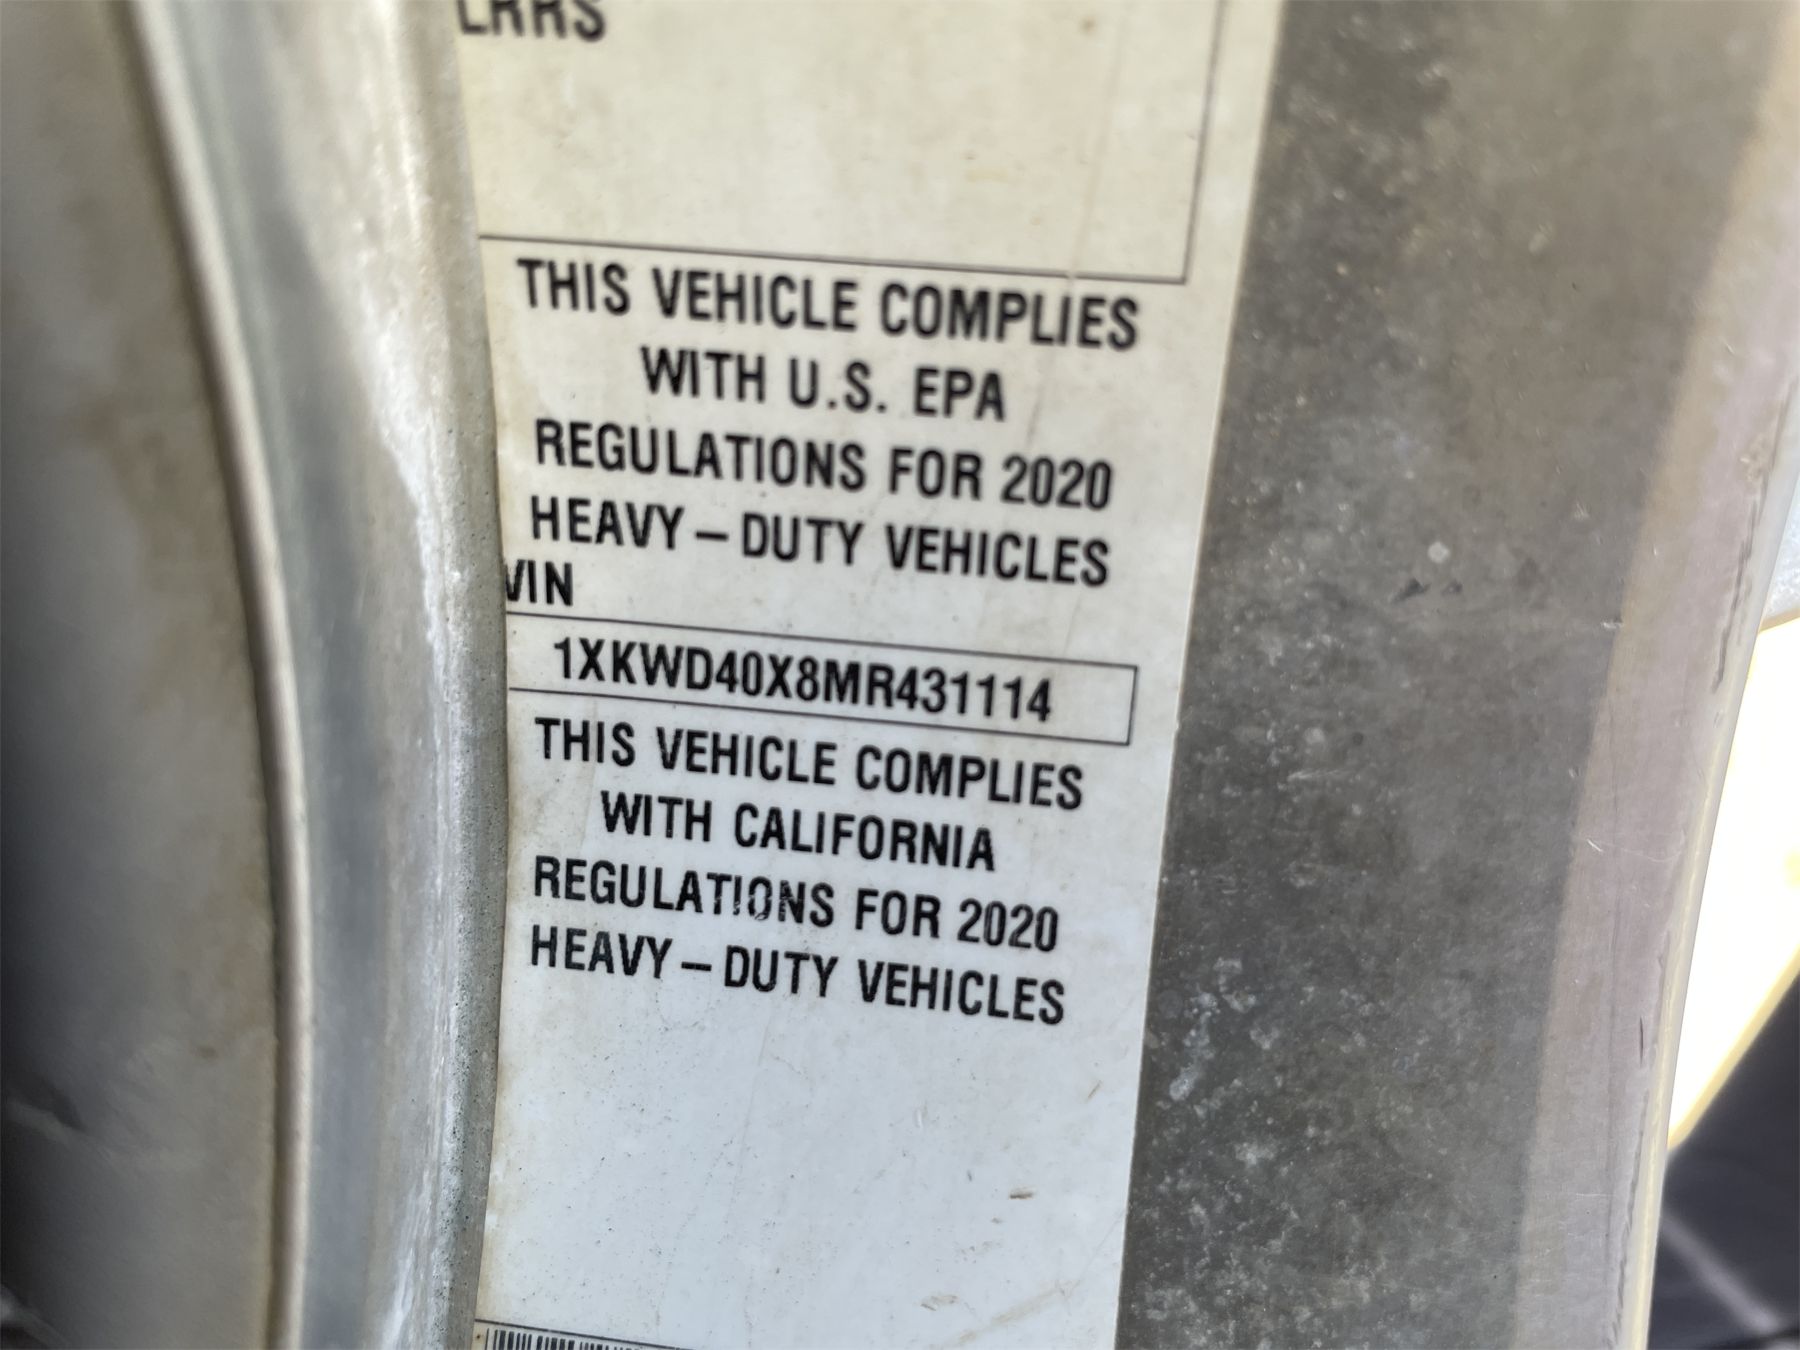 LRRS
THIS VEHICLE COMPLIES
WITH U.S. EPA
REGULATIONS FOR 2020
HEAVY – DUTY VEHICLES
VIN
1XKWD40X8MR431114
THIS VEHICLE COMPLIES
WITH CALIFORNIA
REGULATIONS FOR 2020
HEAVY – DUTY VEHICLES